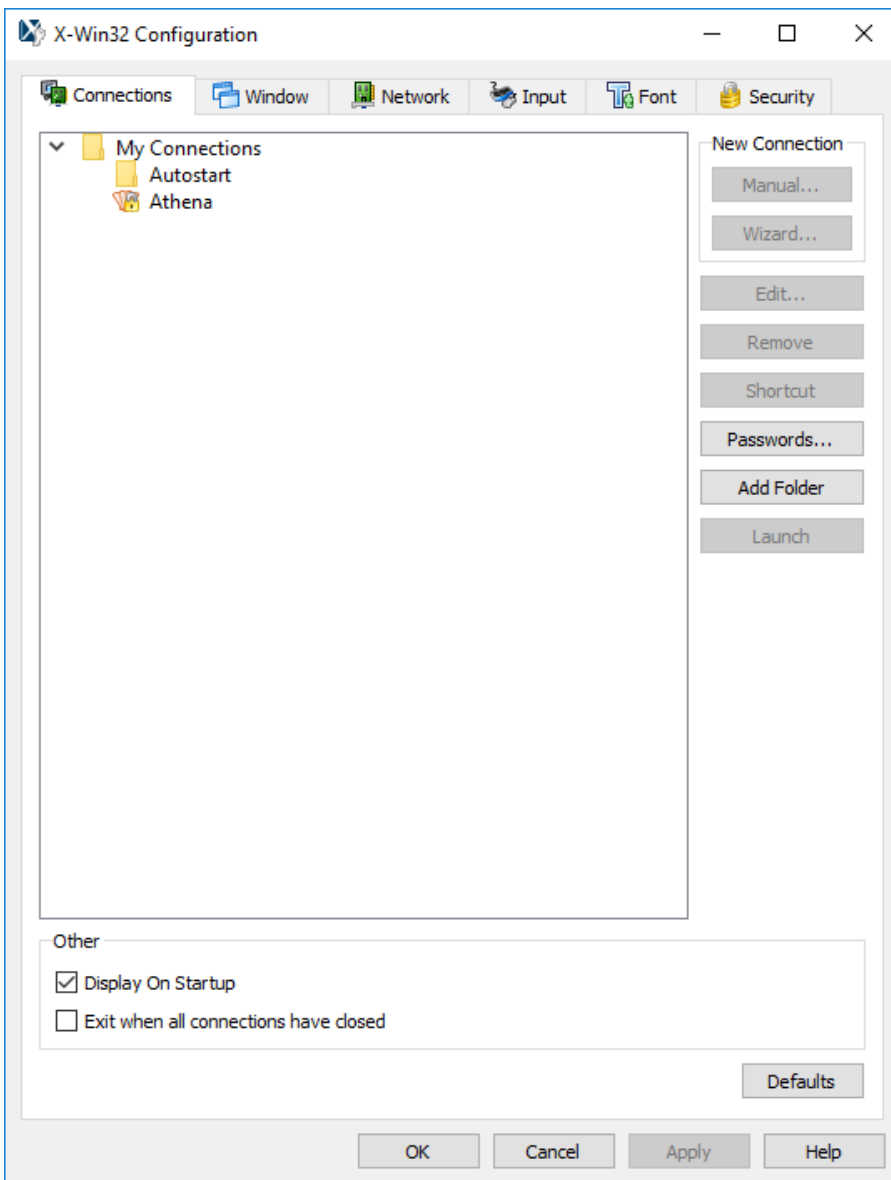 X-Win32 Configuration
Connections Window Network Input Font Security
My Connections
Autostart
Athena
New Connection
Manual...
Wizard...
Edit...
Remove
Shortcut
Passwords...
Add Folder
Launch
Other
Display On Startup
Exit when all connections have closed
Defaults
OK Cancel Apply Help